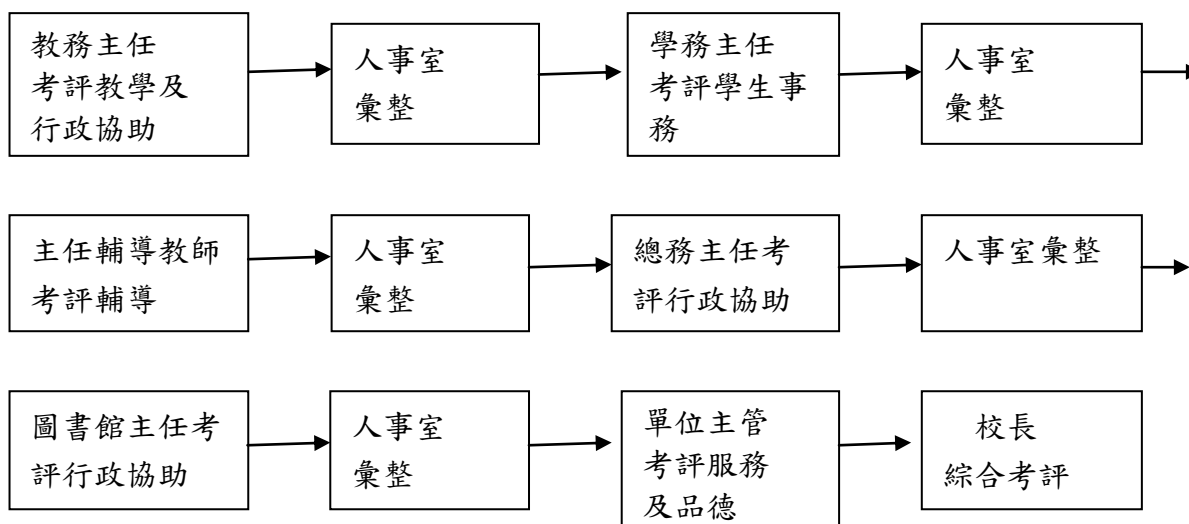 教務主任
考評教學及
行政協助
人事室
彙整
學務主任
考評學生事
務
人事室
彙整
主任輔導教師
考評輔導
人事室
彙整
總務主任考
評行政協助
人事室彙整
圖書館主任考
評行政協助
人事室
彙整
單位主管
考評服務
及品德
校長
綜合考評